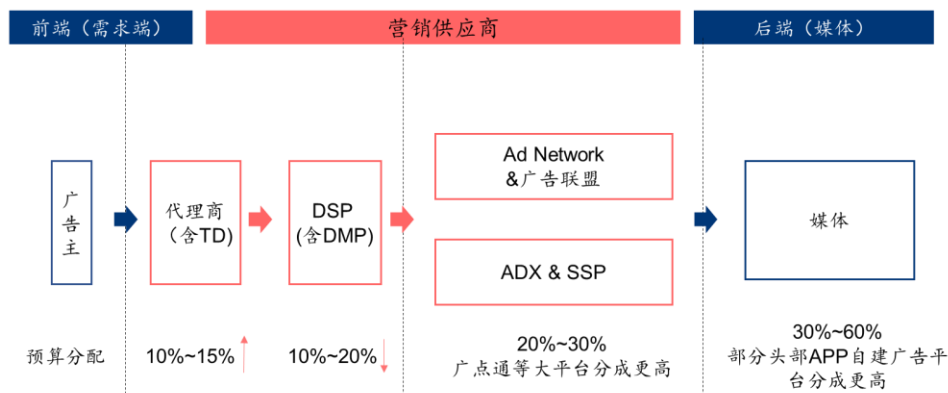 前端（需求端）
营销供应商
后端（媒体）
广
告
主
代理商
（含TD)
DSP
(含DMP)
Ad Network
&广告联盟
ADX & SSP
媒体
预算分配
10%~15%
10%~20%
20%~30%
广点通等大平台分成更高
30%~60%
部分头部APP自建广告平
台分成更高